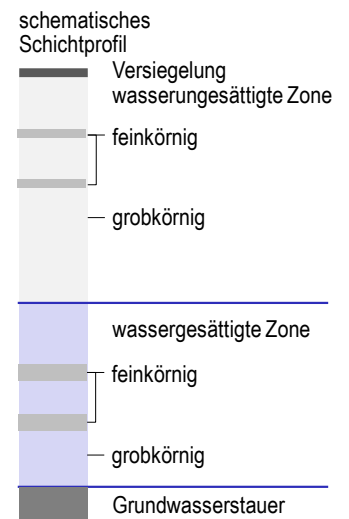 schematisches
Schichtprofil
Versiegelung
wasserungesättigte Zone
feinkörnig
grobkörnig
wassergesättigte Zone
feinkörnig
grobkörnig
Grundwasserstauer